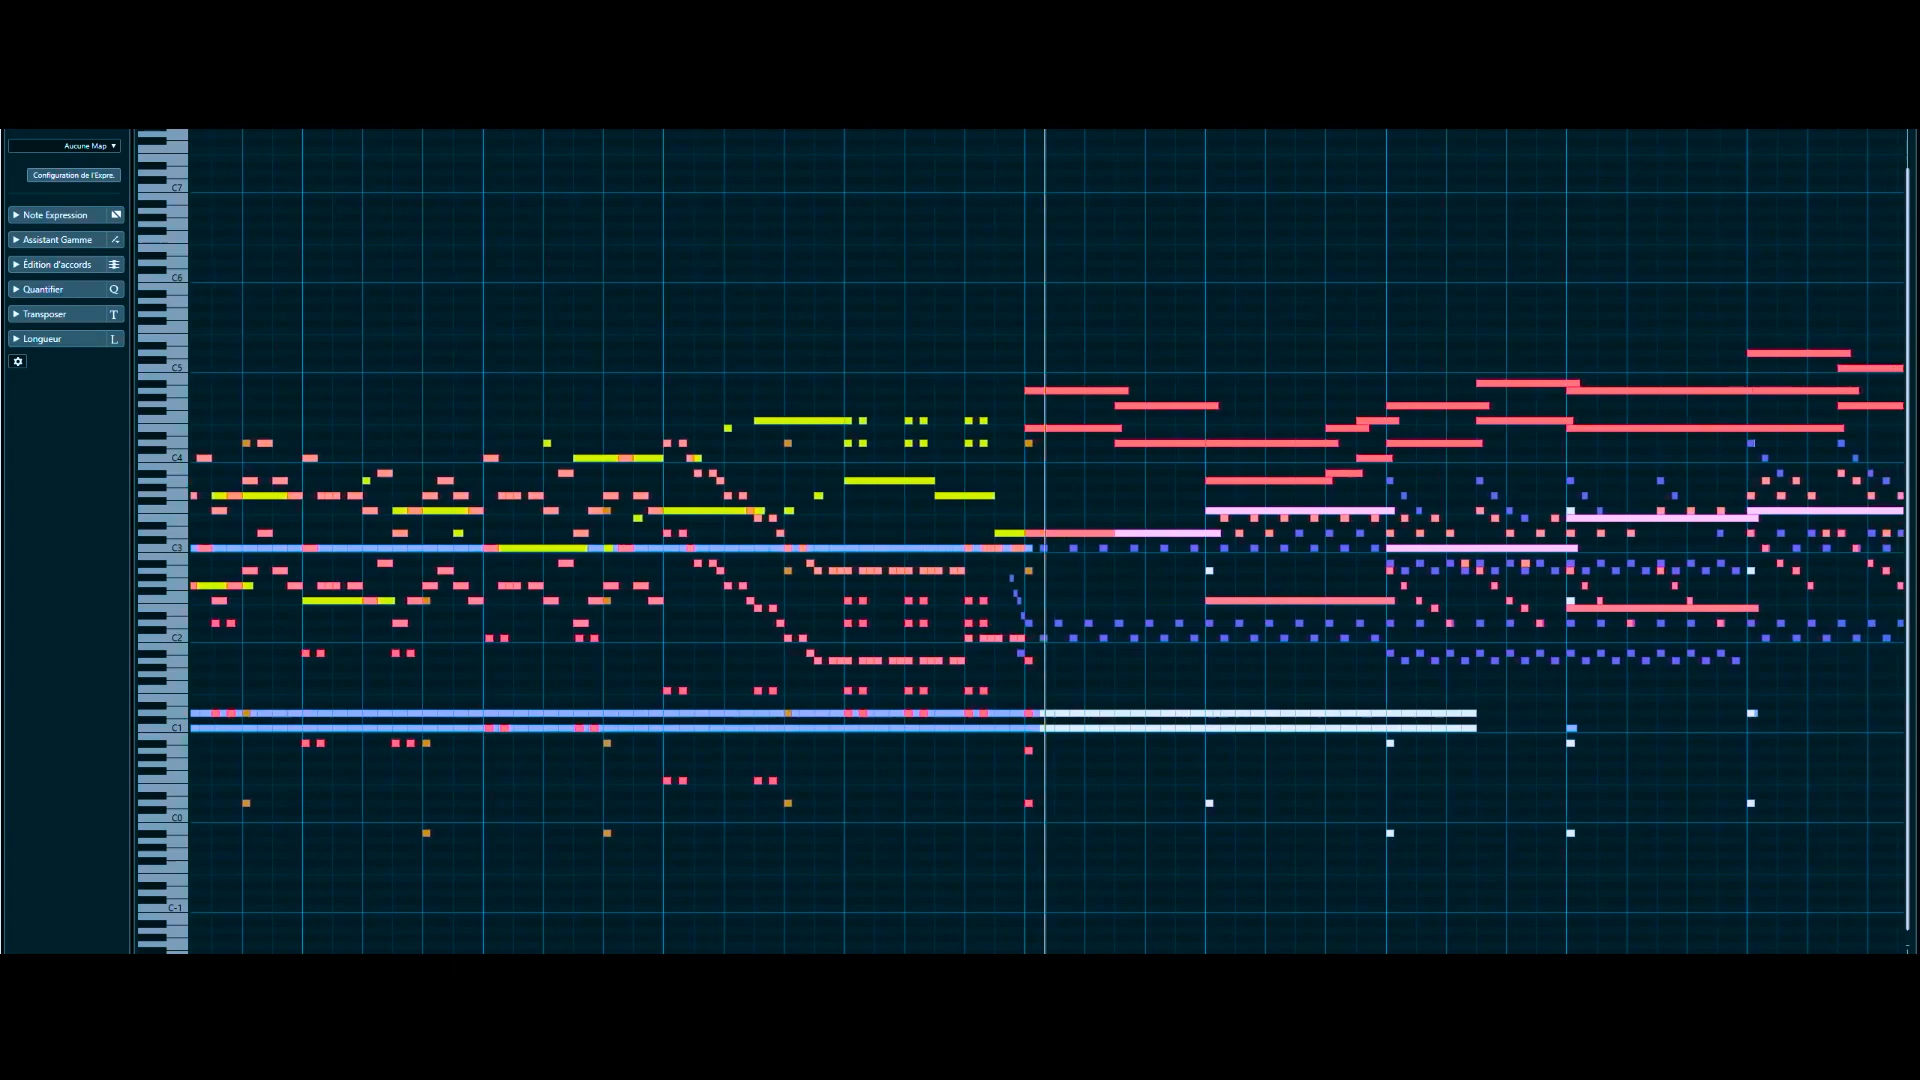 Aucune Map
Configuration de l'Expre.
Note Expression
Assistant Gamme
Édition d'accords
Quantifier Q
Transposer T
Longueur L
C7
C6
C5
C4
C3
C2
C1
C0
C-1